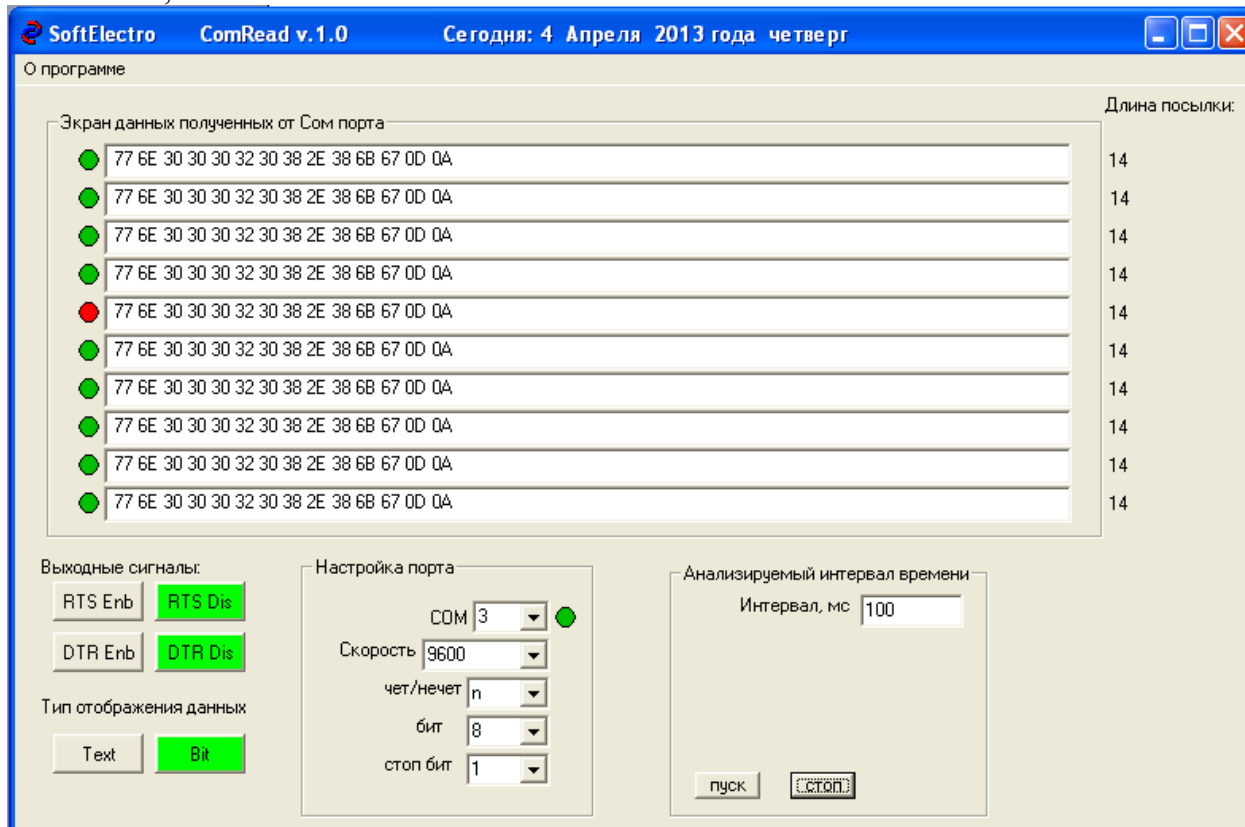 SoftElectro ComRead v.1.0 Сегодня: 4 Апреля 2013 года четверг
О программе
Длина посылки:
Экран данных полученных от Com порта
77 6E 30 30 30 32 30 38 2E 38 6B 67 0D 0A 14
77 6E 30 30 30 32 30 38 2E 38 6B 67 0D 0A 14
77 6E 30 30 30 32 30 38 2E 38 6B 67 0D 0A 14
77 6E 30 30 30 32 30 38 2E 38 6B 67 0D 0A 14
77 6E 30 30 30 32 30 38 2E 38 6B 67 0D 0A 14
77 6E 30 30 30 32 30 38 2E 38 6B 67 0D 0A 14
77 6E 30 30 30 32 30 38 2E 38 6B 67 0D 0A 14
77 6E 30 30 30 32 30 38 2E 38 6B 67 0D 0A 14
77 6E 30 30 30 32 30 38 2E 38 6B 67 0D 0A 14
77 6E 30 30 30 32 30 38 2E 38 6B 67 0D 0A 14
Выходные сигналы:
RTS Enb RTS Dis
DTR Enb DTR Dis
Тип отображения данных
Text Bit
Настройка порта
COM 3
Скорость 9600
чет/нечет n
бит 8
стоп бит 1
Анализируемый интервал времени
Интервал, мс 100
пуск стоп